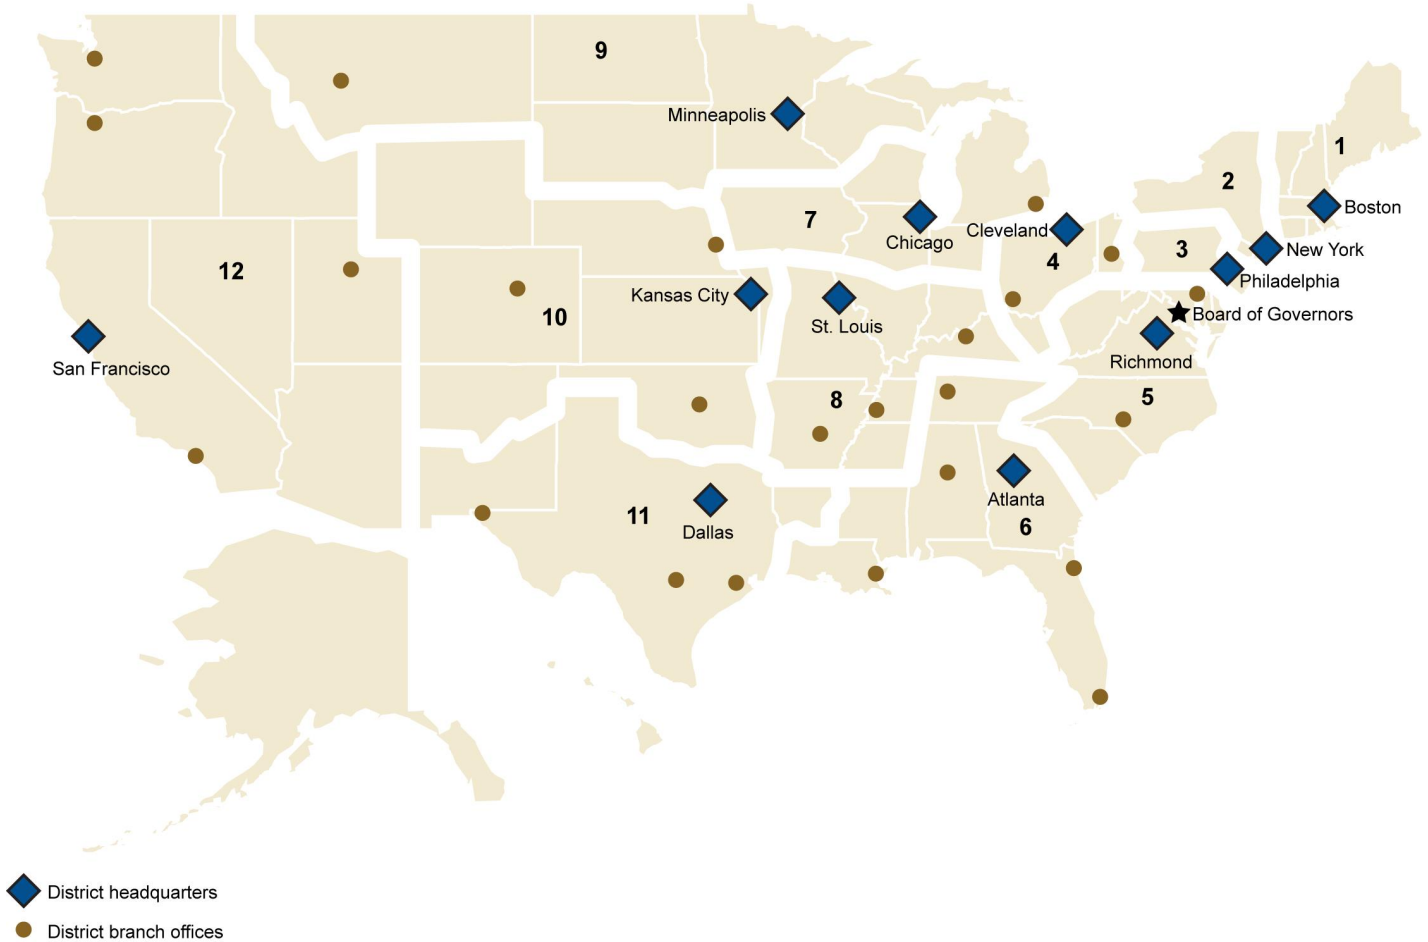 9
Minneapolis
1
2
Boston
7
Chicago
Cleveland
3
New York
4
12
Philadelphia
Kansas City
10
St. Louis
Board of Governors
San Francisco
Richmond
8
5
Atlanta
11
Dallas
6
District headquarters
District branch offices